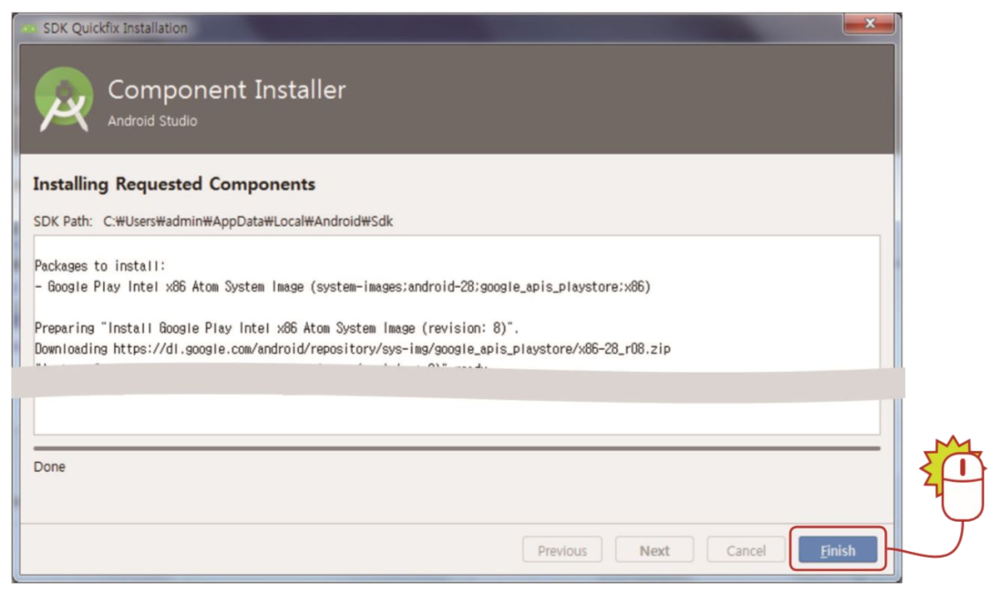 SDK Quickfix Installation
Component Installer
Android Studio
Installing Requested Components
SDK Path: C:₩Users₩admin₩AppData₩Local₩Android₩Sdk
Packages to install:
- Google Play Intel x86 Atom System Image (system-images;android-28;google_apis_playstore;x86)
Preparing "Install Google Play Intel x86 Atom System Image (revision: 8)".
Downloading https://dl.google.com/android/repository/sys-img/google_apis_playstore/x86-28_r08.zip
Done
Previous Next Cancel Finish